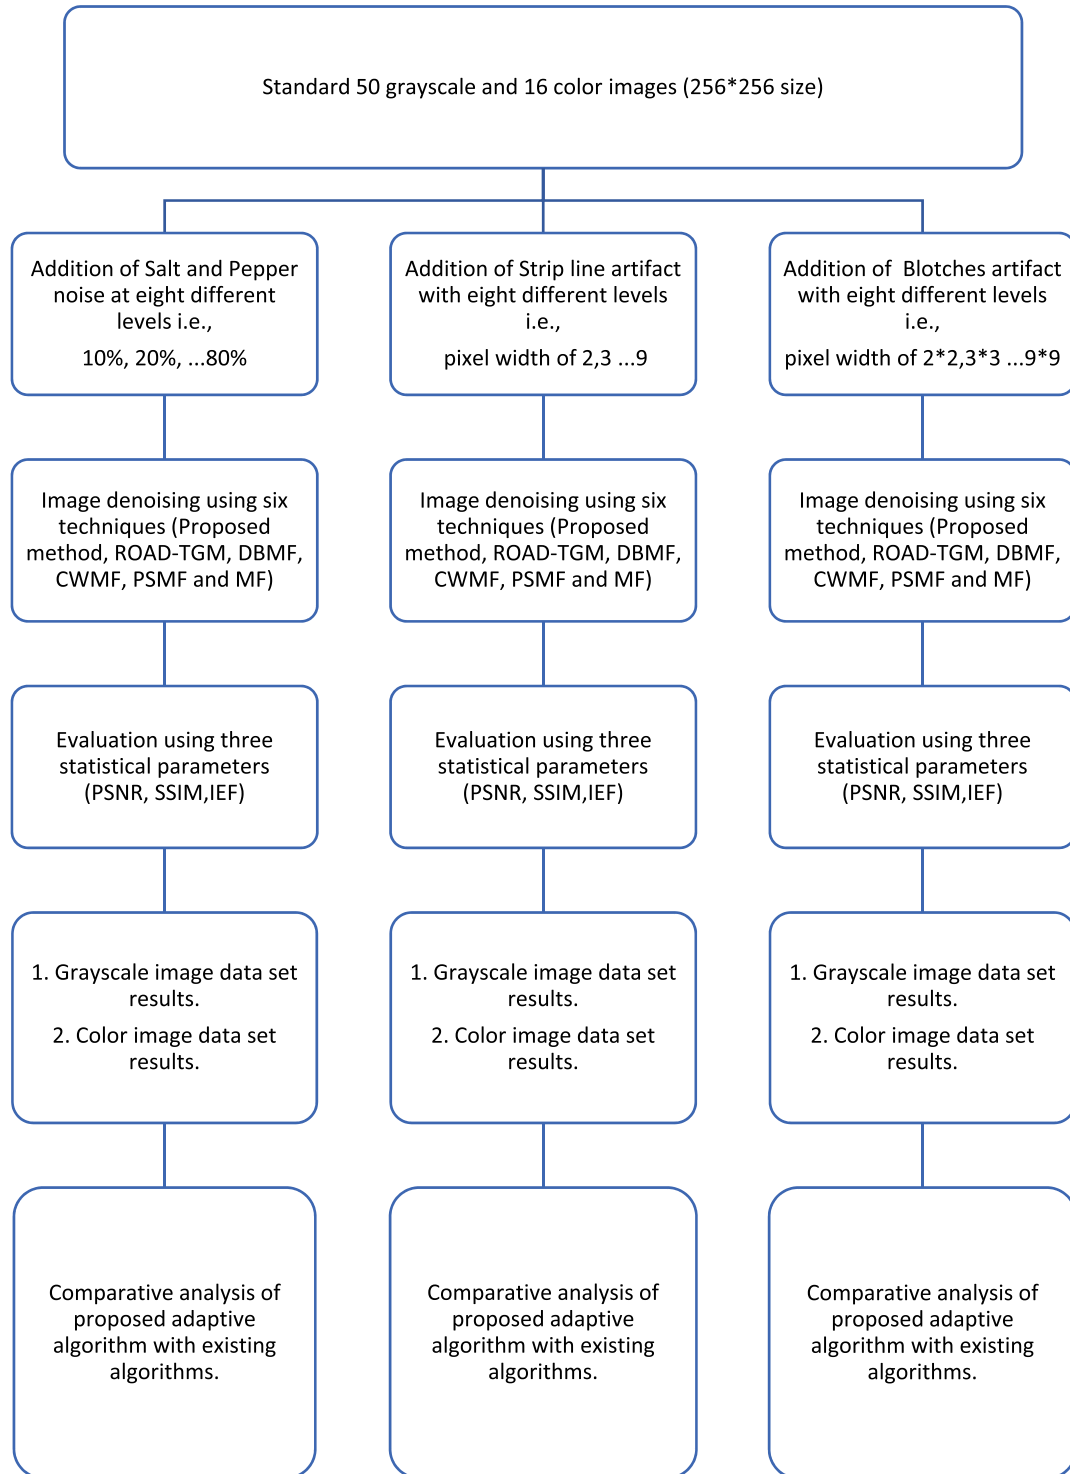 Standard 50 grayscale and 16 color images (256*256 size)
Addition of Salt and Pepper
noise at eight different
levels i.e.,
10%, 20%, ...80%
Addition of Strip line artifact
with eight different levels
i.e.,
pixel width of 2,3 ...9
Addition of  Blotches artifact
with eight different levels
i.e.,
pixel width of 2*2,3*3 ...9*9
Image denoising using six
techniques (Proposed
method, ROAD-TGM, DBMF,
CWMF, PSMF and MF)
Image denoising using six
techniques (Proposed
method, ROAD-TGM, DBMF,
CWMF, PSMF and MF)
Image denoising using six
techniques (Proposed
method, ROAD-TGM, DBMF,
CWMF, PSMF and MF)
Evaluation using three
statistical parameters
(PSNR, SSIM,IEF)
Evaluation using three
statistical parameters
(PSNR, SSIM,IEF)
Evaluation using three
statistical parameters
(PSNR, SSIM,IEF)
1. Grayscale image data set
results.
2. Color image data set
results.
1. Grayscale image data set
results.
2. Color image data set
results.
1. Grayscale image data set
results.
2. Color image data set
results.
Comparative analysis of
proposed adaptive
algorithm with existing
algorithms.
Comparative analysis of
proposed adaptive
algorithm with existing
algorithms.
Comparative analysis of
proposed adaptive
algorithm with existing
algorithms.